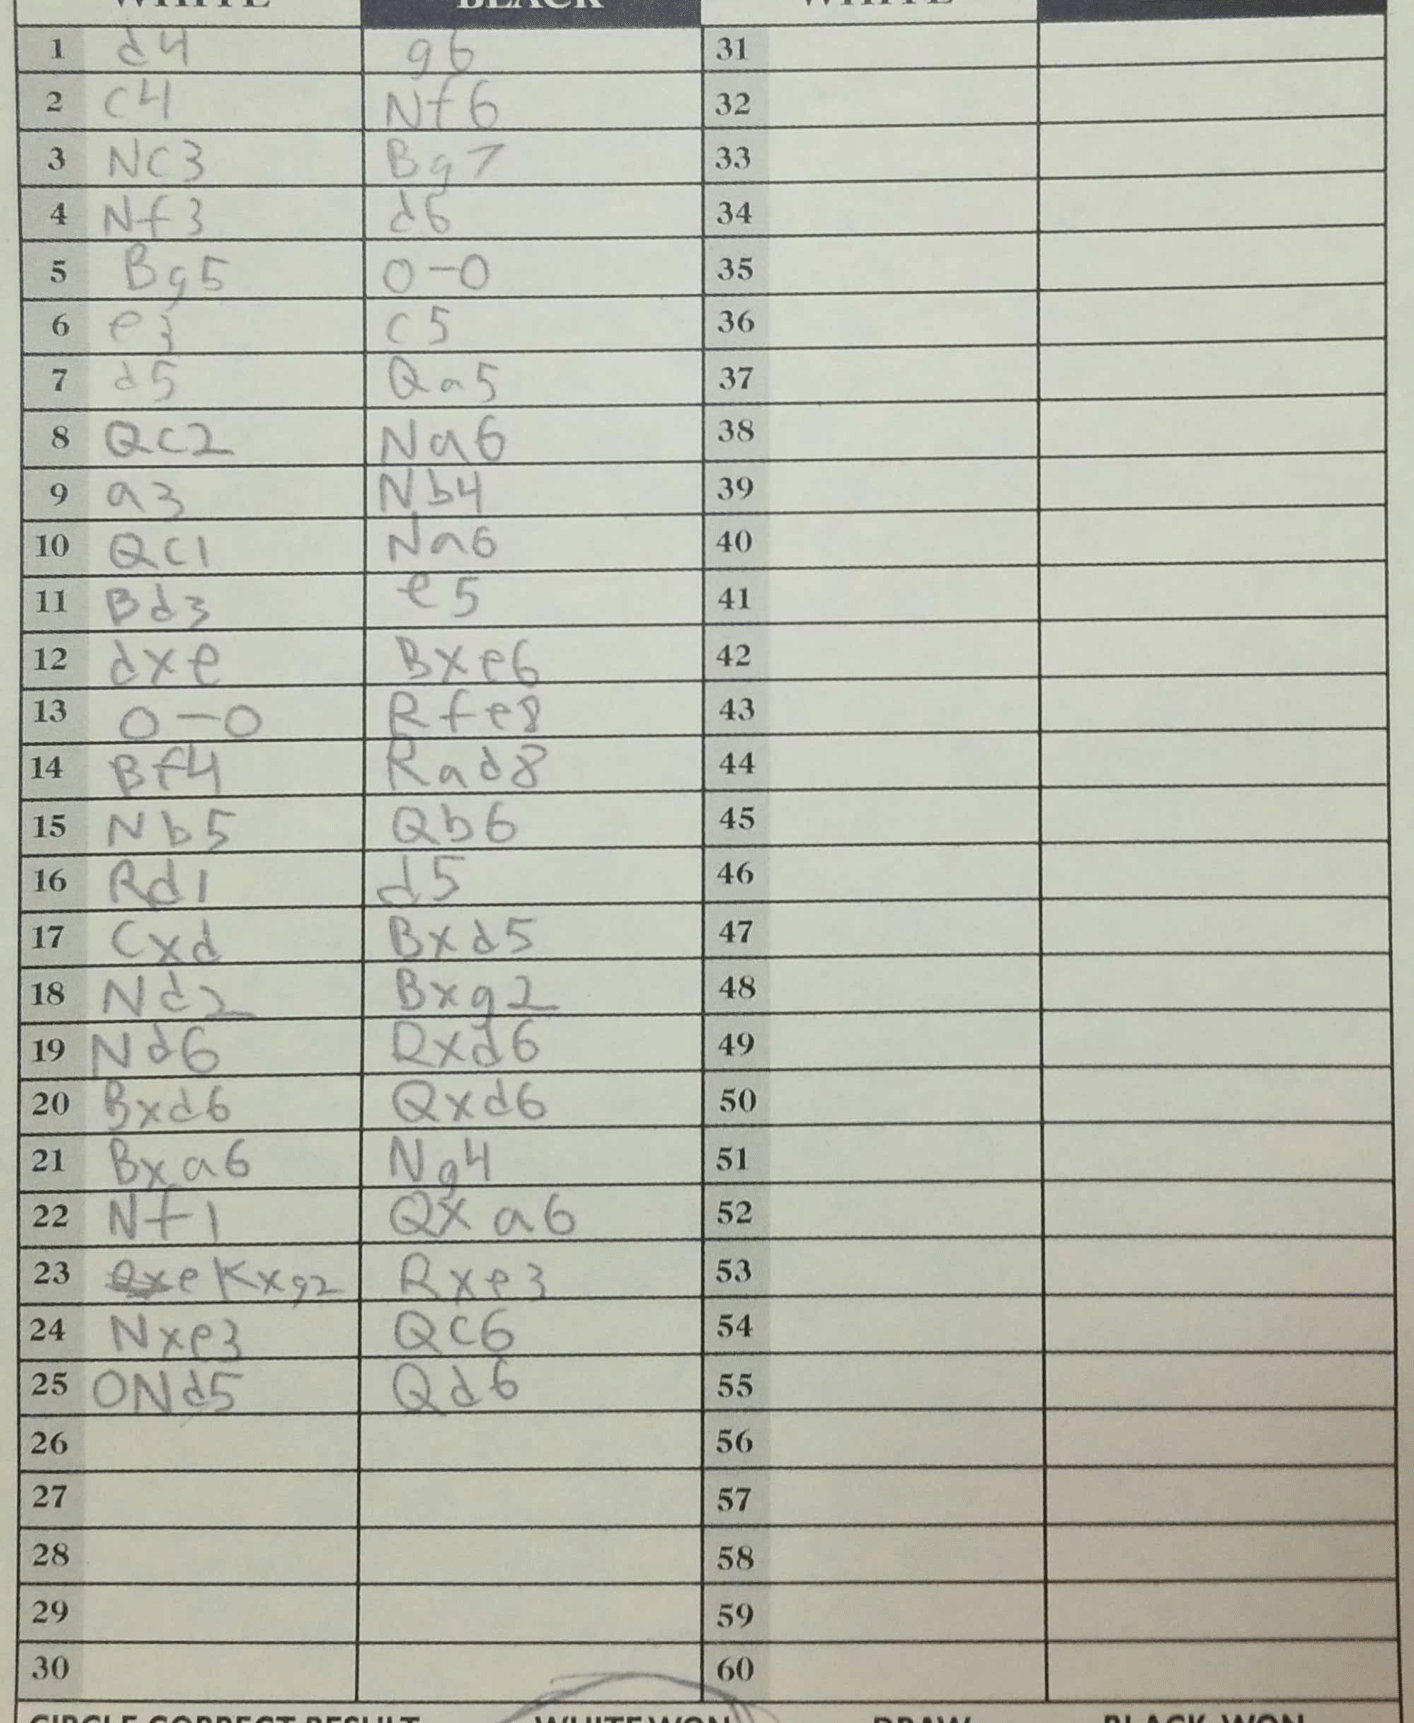 WHITE BLACK WHITE
1 d4 g6 31
2 c4 Nf6 32
3 Nc3 Bg7 33
4 Nf3 d6 34
5 Bg5 0-0 35
6 e3 c5 36
7 d5 Qa5 37
8 Qc2 Na6 38
9 a3 Nb4 39
10 Qc1 Na6 40
11 Bd3 e5 41
12 dxe Bxe6 42
13 0-0 Rfe8 43
14 Bf4 Rad8 44
15 Nb5 Qb6 45
16 Rd1 d5 46
17 Cxd Bxd5 47
18 Nd2 Bxg2 48
19 Nd6 Rxd6 49
20 Bxd6 Qxd6 50
21 Bxa6 Ng4 51
22 Nf1 Qxa6 52
23 Kxg2 Rxe3 53
24 Nxe3 Qc6 54
25 ONd5 Qd6 55
26 56
27 57
28 58
29 59
30 60
CIRCLE CORRECT RESULT WHITE WON DRAW BLACK WON